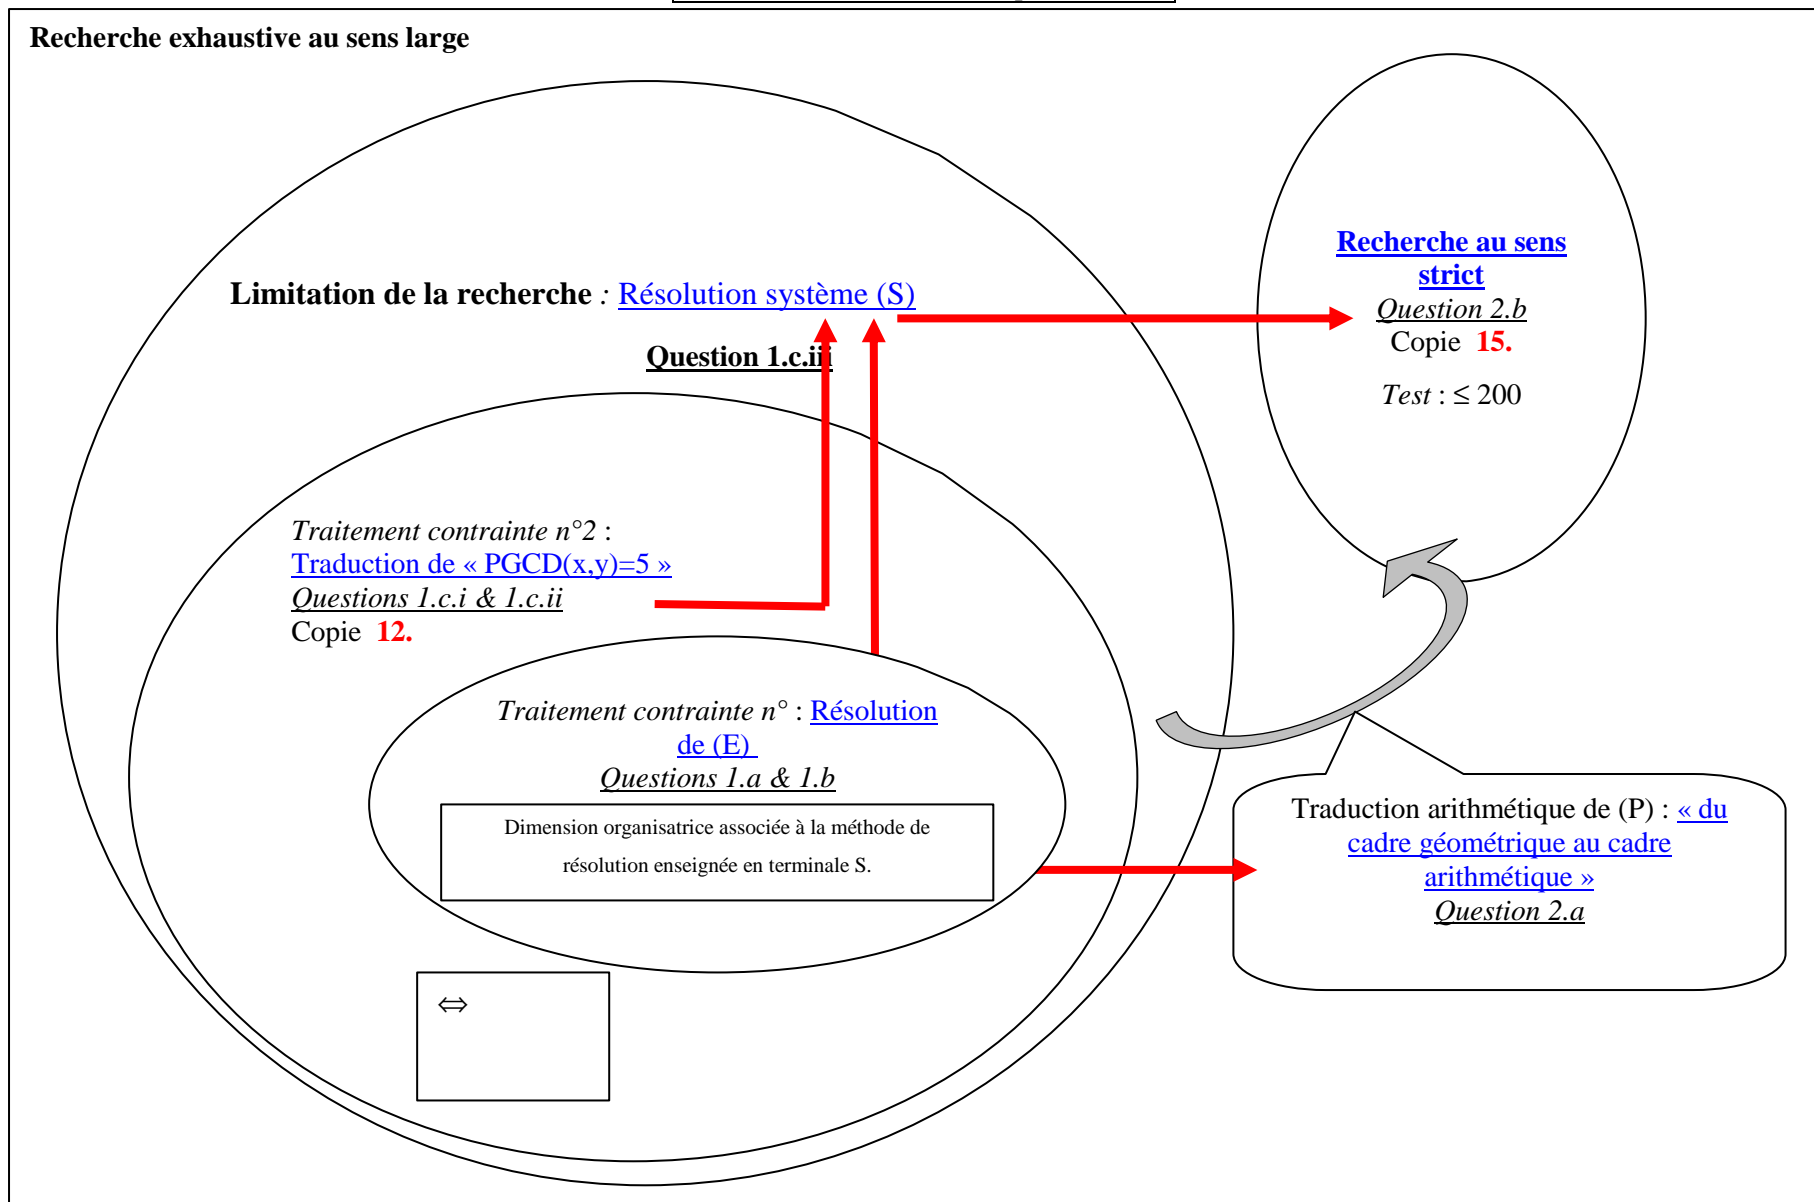 Recherche exhaustive au sens large
Limitation de la recherche : Résolution système (S)
Question 1.c.iii
Recherche au sens
strict
Question 2.b
Copie 15.
Test : ≤ 200
Traitement contrainte n°2 :
Traduction de « PGCD(x,y)=5 »
Questions 1.c.i & 1.c.ii
Copie 12.
Traitement contrainte n° : Résolution
de (E)
Questions 1.a & 1.b
Dimension organisatrice associée à la méthode de
résolution enseignée en terminale S.
Traduction arithmétique de (P) : « du
cadre géométrique au cadre
arithmétique »
Question 2.a
⇔